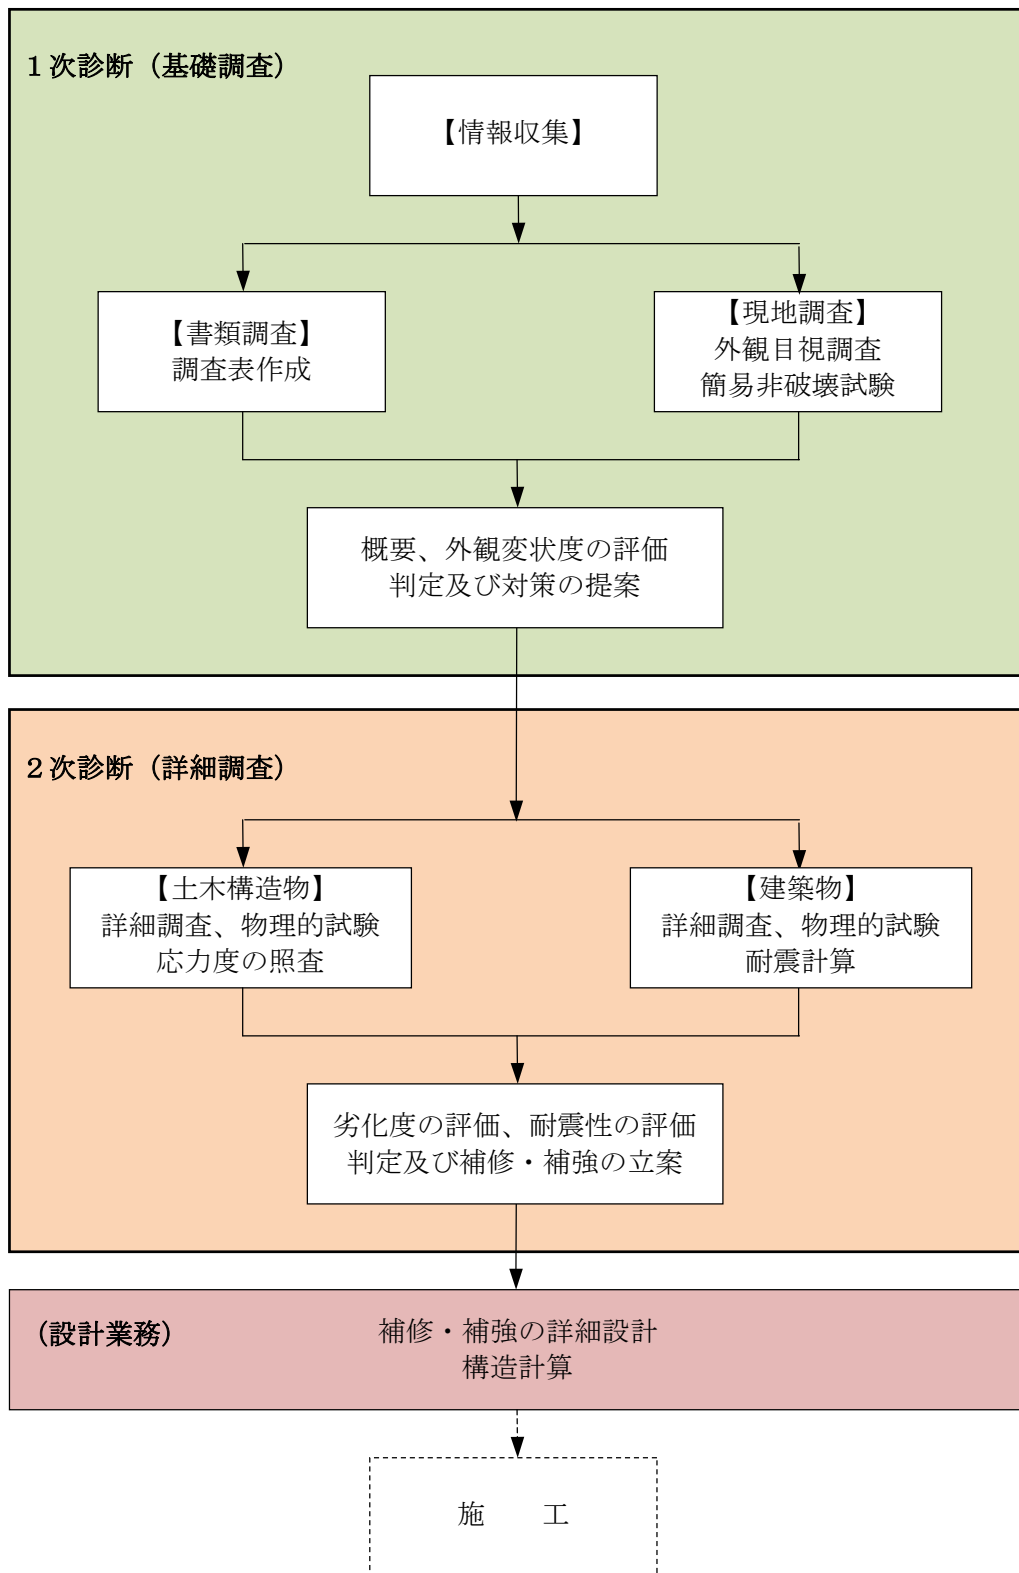 １次診断（基礎調査）
【情報収集】
【書類調査】
調査表作成
【現地調査】
外観目視調査
簡易非破壊試験
概要、外観変状度の評価
判定及び対策の提案
２次診断（詳細調査）
【土木構造物】
詳細調査、物理的試験
応力度の照査
【建築物】
詳細調査、物理的試験
耐震計算
劣化度の評価、耐震性の評価
判定及び補修・補強の立案
（設計業務）
補修・補強の詳細設計
構造計算
施　　工